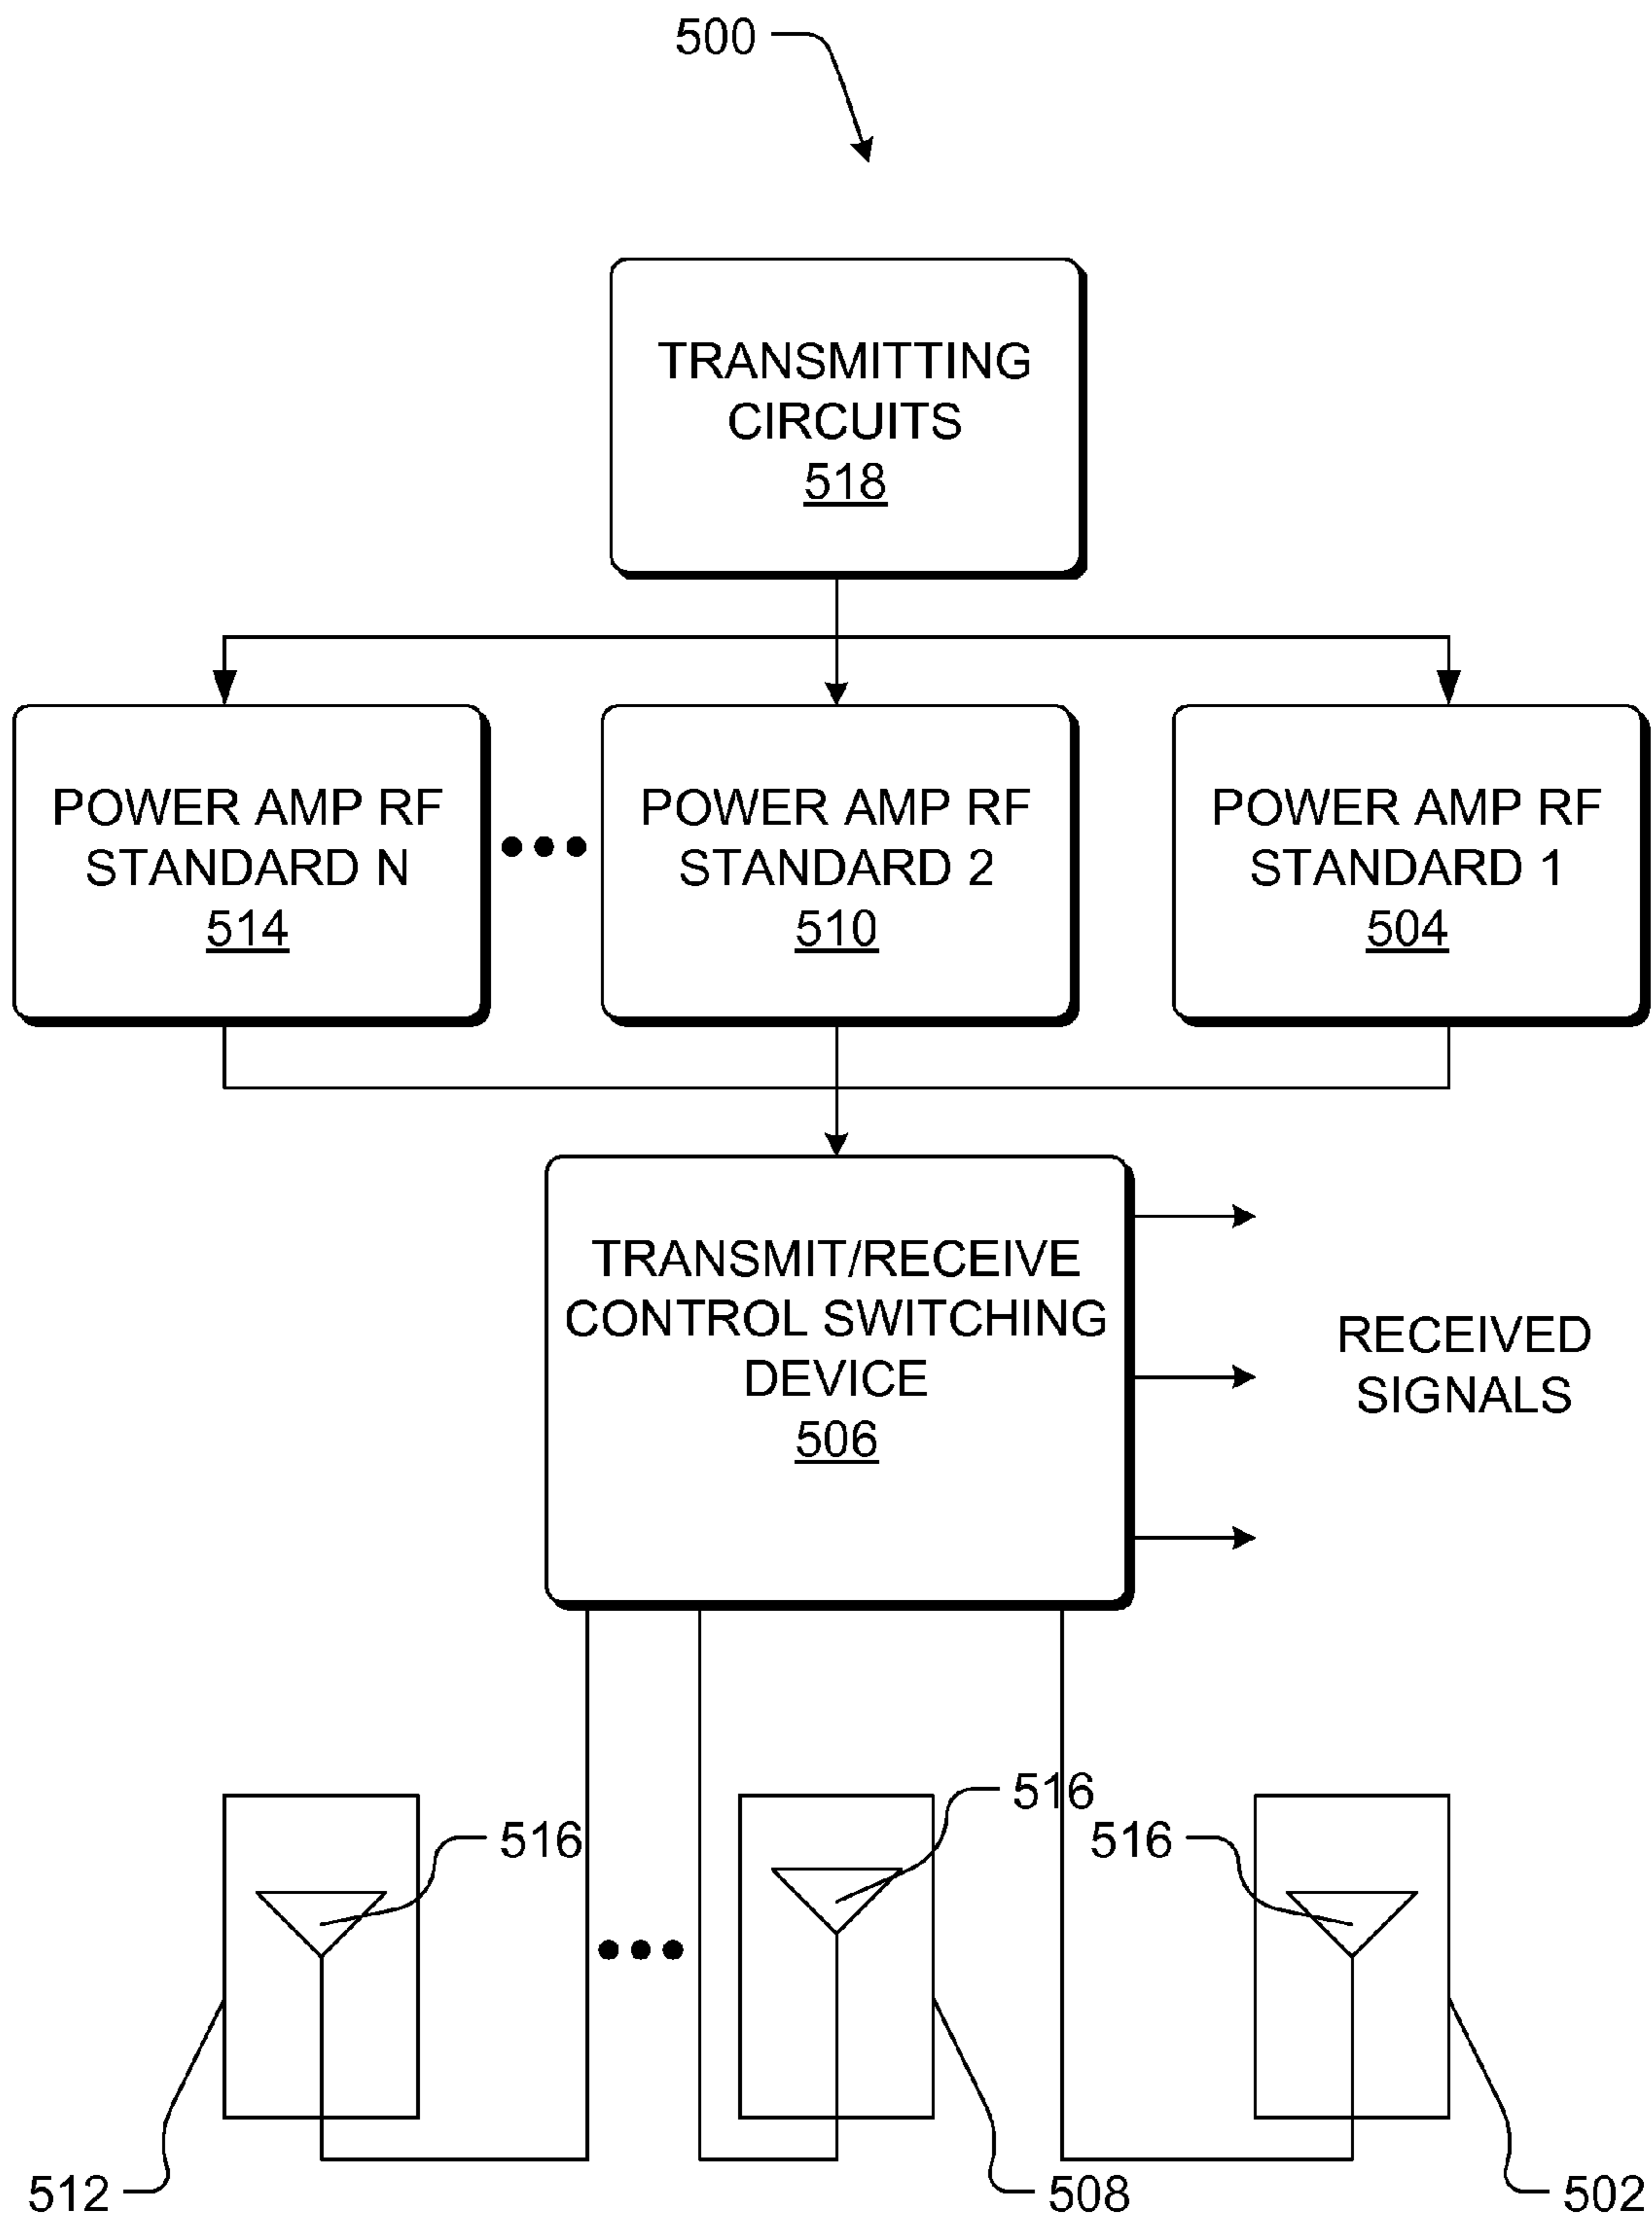 500
TRANSMITTING
CIRCUITS
518
POWER AMP RF
STANDARD N
514
POWER AMP RF
STANDARD 2
510
POWER AMP RF
STANDARD 1
504
TRANSMIT/RECEIVE
CONTROL SWITCHING
DEVICE
506
RECEIVED
SIGNALS
516
516
516
512
508
502